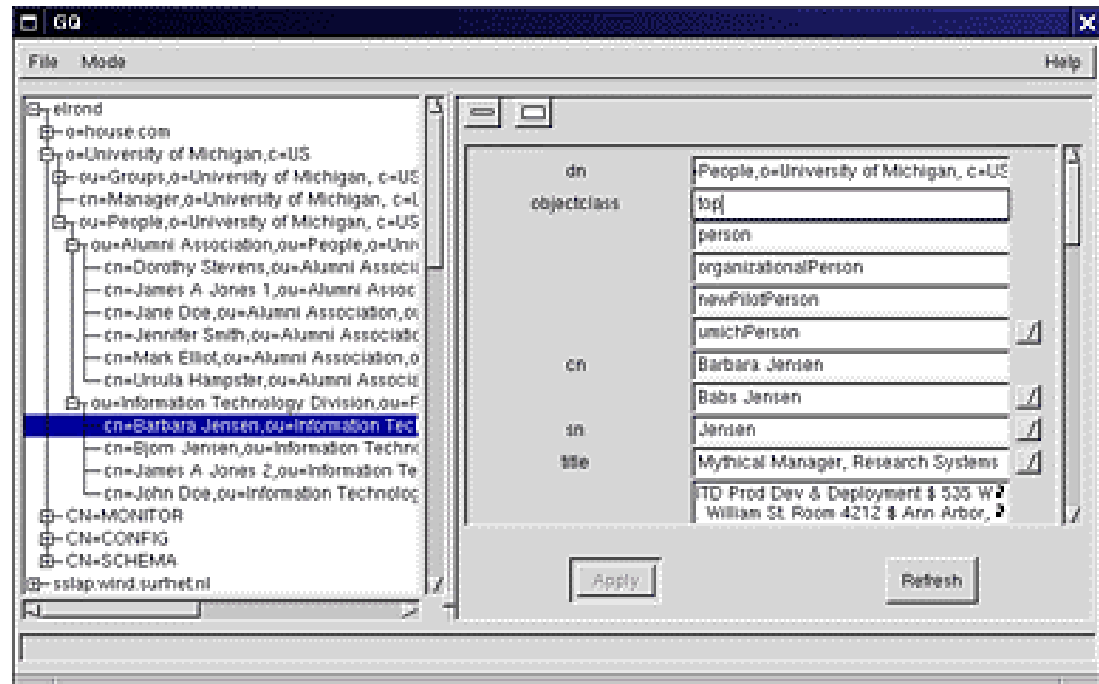 GQ
File Mode Help
elrond
o=house.com
o=University of Michigan,c=US
ou=Groups,o=University of Michigan, c=US
cn=Manager,o=University of Michigan, c=U
ou=People,o=University of Michigan, c=US
ou=Alumni Association,ou=People,o=Univ
cn=Dorothy Stevens,ou=Alumni Associa
cn=James A Jones 1,ou=Alumni Assoc
cn=Jane Doe,ou=Alumni Association,ou
cn=Jennifer Smith,ou=Alumni Associatio
cn=Mark Elliot,ou=Alumni Association,o
cn=Ursula Hampster,ou=Alumni Associa
ou=Information Technology Division,ou=P
cn=Barbara Jensen,ou=Information Tec
cn=Bjorn Jensen,ou=Information Techno
cn=James A Jones 2,ou=Information Te
cn=John Doe,ou=Information Technolog
CN=MONITOR
CN=CONFIG
CN=SCHEMA
sslap.wind.surfnet.nl
dn
People,o=University of Michigan, c=US
objectclass
top
person
organizationalPerson
newPilotPerson
umichPerson
cn
Barbara Jensen
Babs Jensen
sn
Jensen
title
Mythical Manager, Research Systems
ITD Prod Dev & Deployment $ 535 W
William St. Room 4212 $ Ann Arbor,
Apply
Refresh